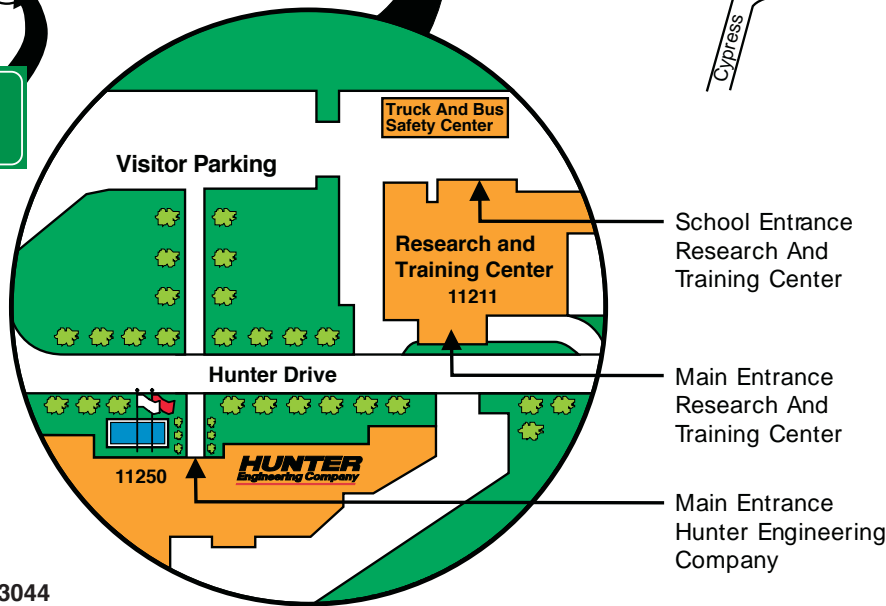 Cypress
Truck And Bus
Safety Center
Visitor Parking
School Entrance
Research And
Training Center
Research and
Training Center
11211
Hunter Drive
Main Entrance
Research And
Training Center
HUNTER
Engineering Company
11250
Main Entrance
Hunter Engineering
Company
3044